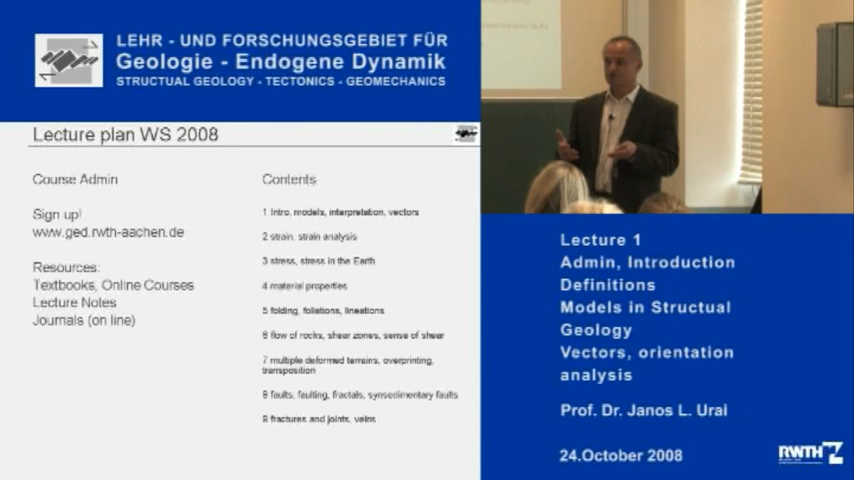 LEHR - UND FORSCHUNGSGEBIET FÜR
Geologie - Endogene Dynamik
STRUCTURAL GEOLOGY - TECTONICS - GEOMECHANICS
Lecture plan WS 2008
Course Admin
Sign up!
www.ged.rwth-aachen.de
Resources:
Textbooks, Online Courses
Lecture Notes
Journals (on line)
Contents
1 Intro, models, interpretation, vectors
2 strain, strain analysis
3 stress, stress in the Earth
4 material properties
5 folding, foliations, lineations
6 flow of rocks, shear zones, sense of shear
7 multiple deformed terrains, overprinting,
transposition
8 faults, faulting, fractals, synsedimentary faults
9 fractures and joints, veins
Lecture 1
Admin, Introduction
Definitions
Models in Structual
Geology
Vectors, orientation
analysis
Prof. Dr. Janos L. Urai
24.October 2008
RWTH